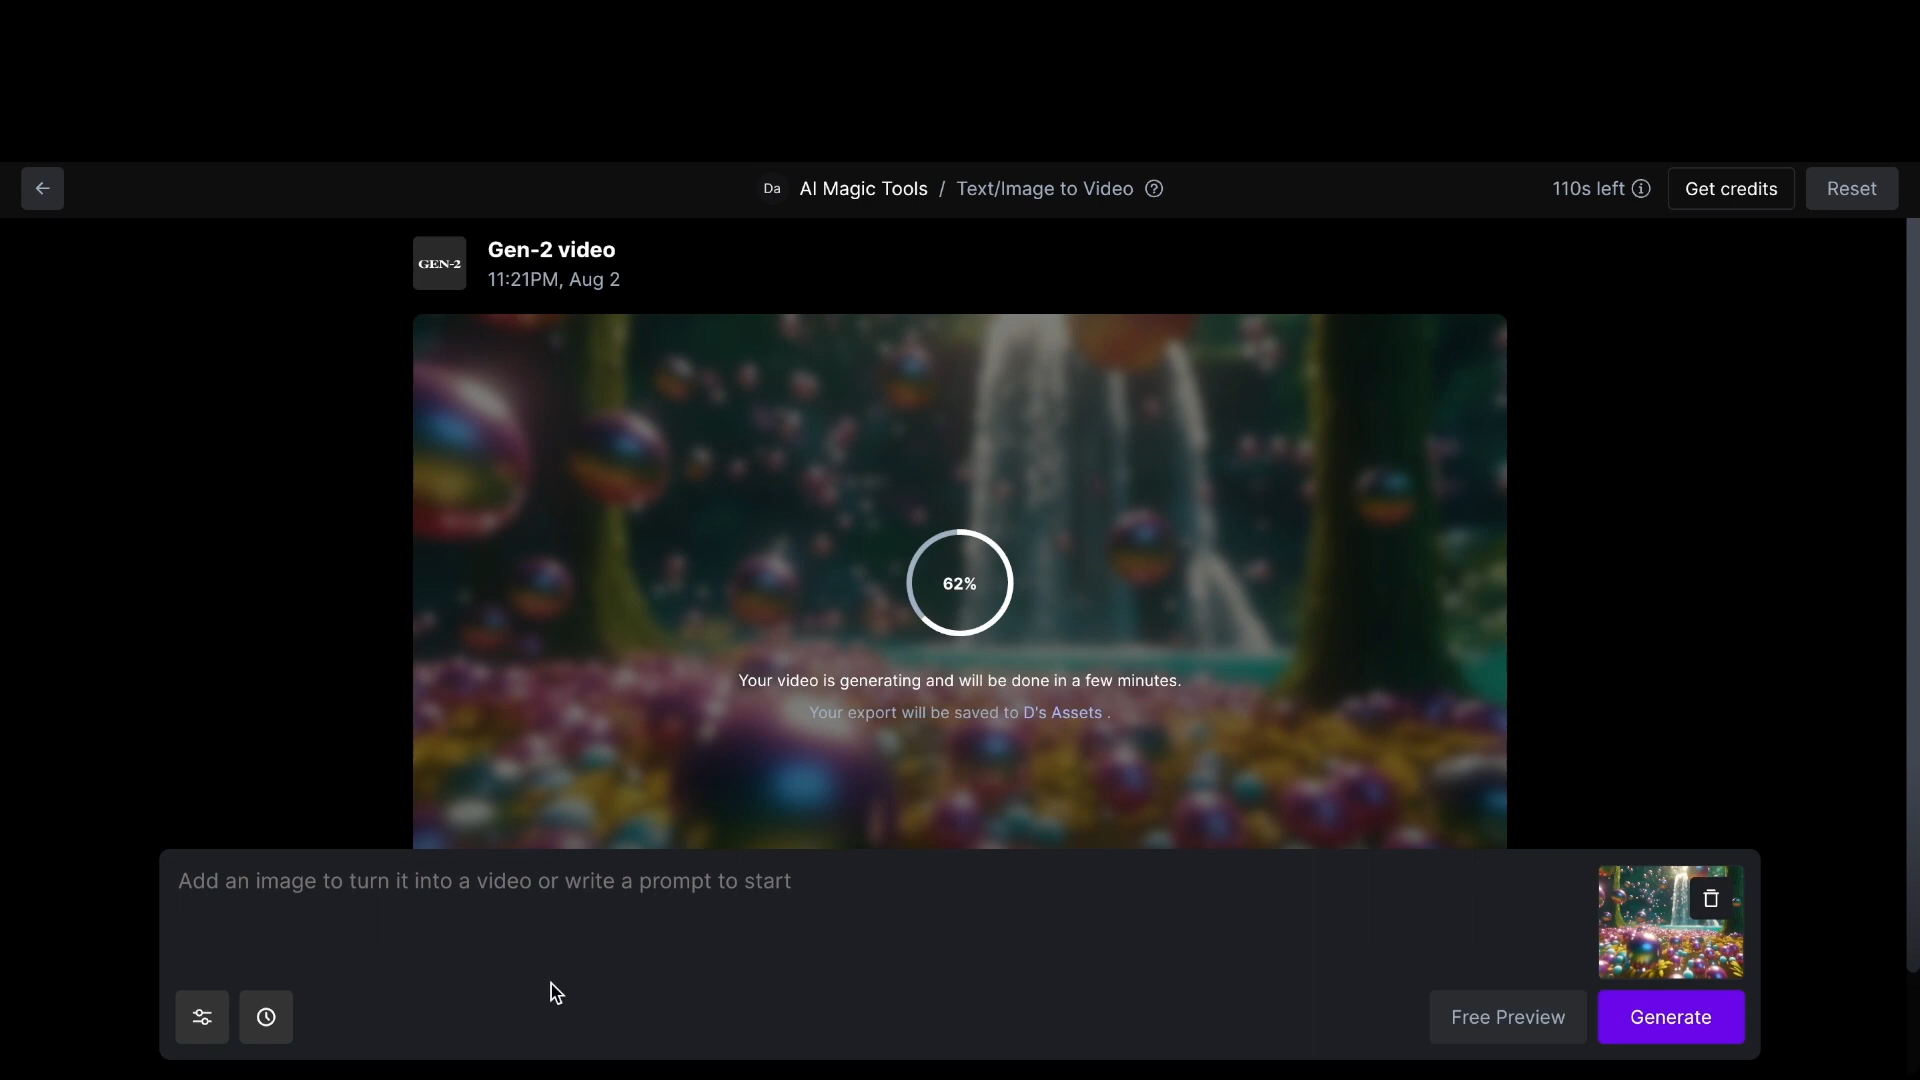 Da AI Magic Tools / Text/Image to Video ?
110s left
Get credits
Reset
GEN-2
Gen-2 video
11:21PM, Aug 2
62%
Your video is generating and will be done in a few minutes.
Your export will be saved to D's Assets .
Add an image to turn it into a video or write a prompt to start
Free Preview
Generate